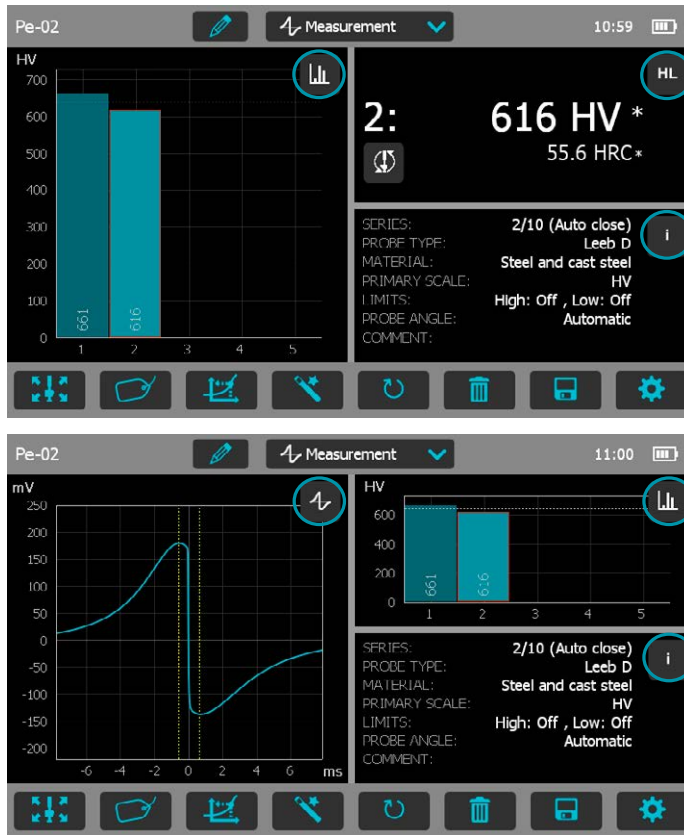 Pe-02
Measurement
10:59
HV
700
600
500
400
300
200
100
0
661
616
1 2 3 4 5
HL
2: 616 HV *
55.6 HRC*
SERIES: 2/10 (Auto close)
PROBE TYPE: Leeb D
MATERIAL: Steel and cast steel
PRIMARY SCALE: HV
LIMITS: High: Off , Low: Off
PROBE ANGLE: Automatic
COMMENT:
i
Pe-02
Measurement
11:00
mV
250
200
150
100
50
0
-50
-100
-150
-200
-6 -4 -2 0 2 4 6 ms
HV
600
400
200
0
661
616
1 2 3 4 5
SERIES: 2/10 (Auto close)
PROBE TYPE: Leeb D
MATERIAL: Steel and cast steel
PRIMARY SCALE: HV
LIMITS: High: Off , Low: Off
PROBE ANGLE: Automatic
COMMENT:
i